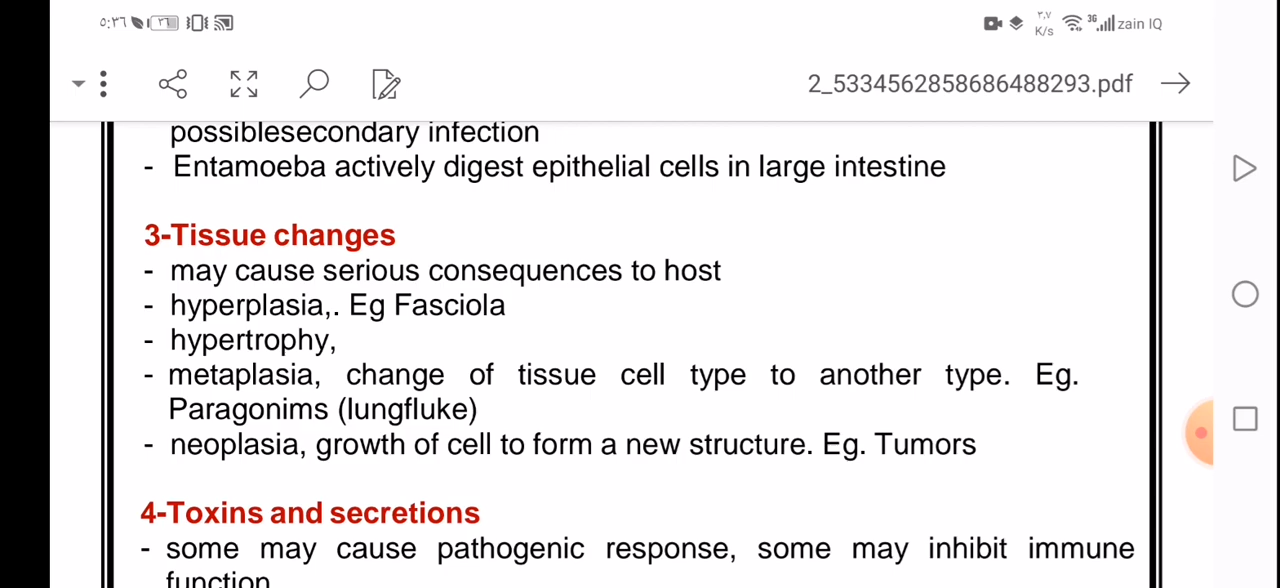 ٥:٣٦ ٢٦ ٣,٧ K/s 3G zain IQ
2_5334562858686488293.pdf
possiblesecondary infection
- Entamoeba actively digest epithelial cells in large intestine
3-Tissue changes
- may cause serious consequences to host
- hyperplasia,. Eg Fasciola
- hypertrophy,
- metaplasia, change of tissue cell type to another type. Eg.
Paragonims (lungfluke)
- neoplasia, growth of cell to form a new structure. Eg. Tumors
4-Toxins and secretions
- some may cause pathogenic response, some may inhibit immune
function